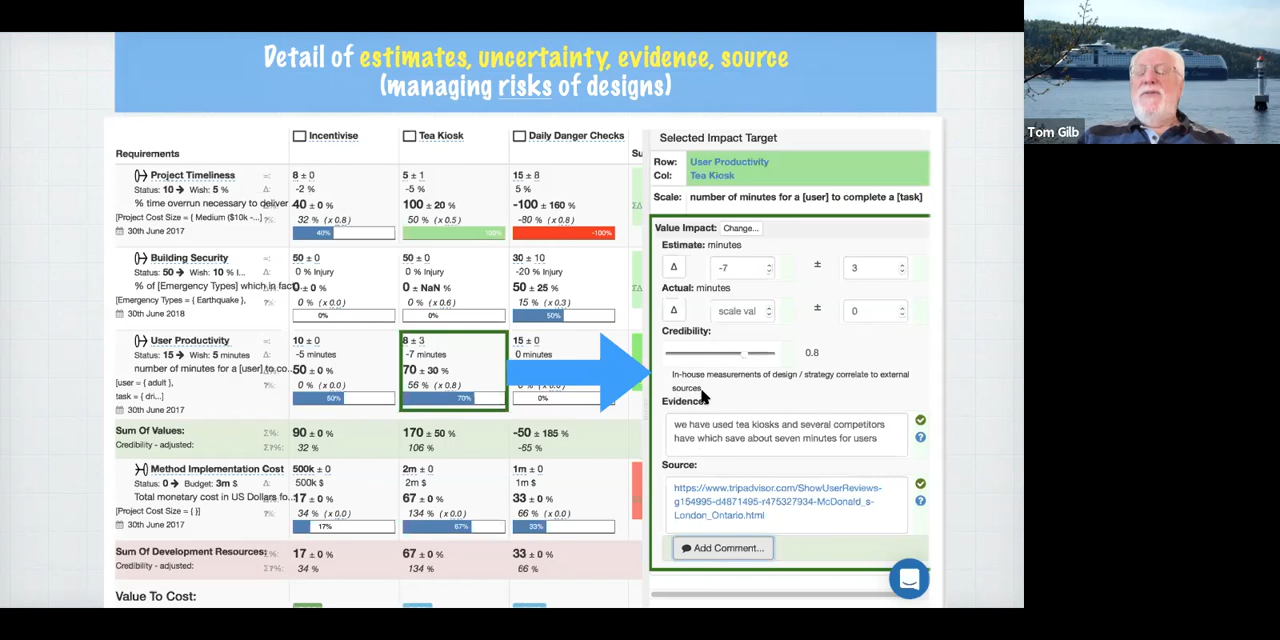 Detail of estimates, uncertainty, evidence, source
(managing risks of designs)
Tom Gilb
Requirements
Incentivise
Tea Kiosk
Daily Danger Checks
Project Timeliness
Status: 10 → Wish: 5 %
% time overrun necessary to deliver
[Project Cost Size = { Medium ($10k -...]
30th June 2017
8 ± 0
-2 %
40 ± 0 %
32 % (x 0.8)
40%
5 ± 1
-5 %
100 ± 20 %
50 % (x 0.5)
100%
15 ± 8
5 %
-100 ± 160 %
-80 % (x 0.8)
-100%
Building Security
Status: 50 → Wish: 10 % I...
% of [Emergency Types] which in fact
[Emergency Types = { Earthquake },
30th June 2018
50 ± 0
0 % Injury
0 ± 0 %
0 % (x 0.0)
0%
50 ± 0
0 % Injury
0 ± NaN %
0 % (x 0.6)
0%
30 ± 10
-20 % Injury
50 ± 25 %
15 % (x 0.3)
50%
User Productivity
Status: 15 → Wish: 5 minutes
number of minutes for a [user] to co...
[user = { adult },
task = { dri...]
30th June 2017
10 ± 0
-5 minutes
50 ± 0 %
0 % (x 0.0)
50%
8 ± 3
-7 minutes
70 ± 30 %
56 % (x 0.8)
70%
15 ± 0
0 minutes
0%
Sum Of Values:
Credibility - adjusted:
Σ%:
Σ?%:
90 ± 0 %
32 %
170 ± 50 %
106 %
-50 ± 185 %
-65 %
Method Implementation Cost
Status: 0 → Budget: 3m $
Total monetary cost in US Dollars fo...
[Project Cost Size = { }]
30th June 2017
500k ± 0
500k $
17 ± 0 %
34 % (x 0.0)
17%
2m ± 0
2m $
67 ± 0 %
134 % (x 0.0)
67%
1m ± 0
1m $
33 ± 0 %
66 % (x 0.0)
33%
Sum Of Development Resources:
Credibility - adjusted:
Σ?%:
17 ± 0 %
34 %
67 ± 0 %
134 %
33 ± 0 %
66 %
Value To Cost:
Selected Impact Target
Row: User Productivity
Col: Tea Kiosk
Scale: number of minutes for a [user] to complete a [task]
Value Impact: Change...
Estimate: minutes
Δ -7 ± 3
Actual: minutes
Δ scale val ± 0
Credibility:
0.8
In-house measurements of design / strategy correlate to external
sources.
Evidence:
we have used tea kiosks and several competitors
have which save about seven minutes for users
Source:
https://www.tripadvisor.com/ShowUserReviews-
g154995-d4871495-r475327934-McDonald_s-
London_Ontario.html
Add Comment...